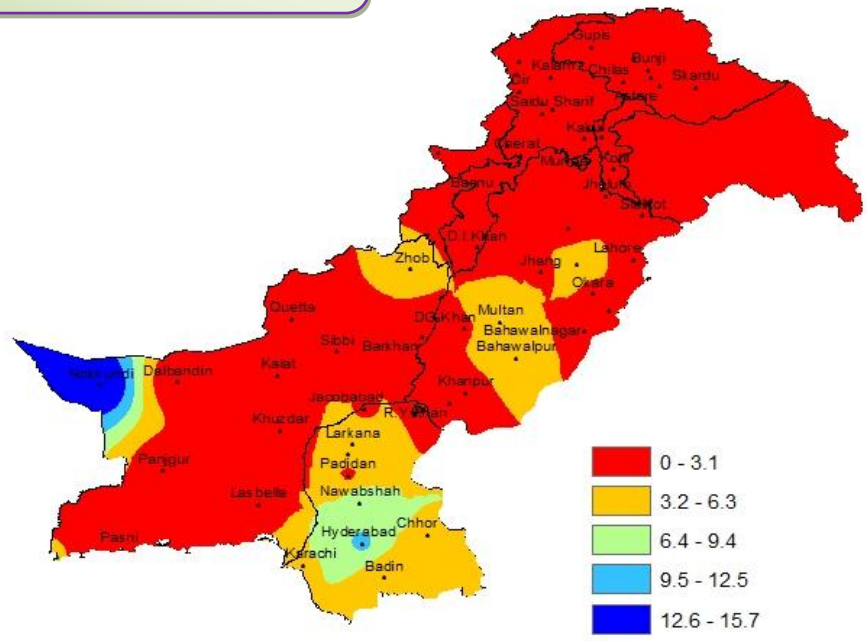 Gupis
Bunji
Kalam
Chilas
Skardu
Dir
Astore
Saidu Sharif
Kakul
Cherat
Murree
Kotli
Bannu
Jhelum
Sialkot
D.I.Khan
Lahore
Zhob
Jhang
Okara
Quetta
Multan
DG.Khan
Bahawalnagar
Sibbi
Barkhan
Bahawalpur
Kalat
Nokkundi
Dalbandin
Khanpur
Jacobabad
R.Y.Khan
Khuzdar
Larkana
Panjgur
Padidan
Lasbella
Nawabshah
Hyderabad
Chhor
Pasni
Karachi
Badin
0 - 3.1
3.2 - 6.3
6.4 - 9.4
9.5 - 12.5
12.6 - 15.7